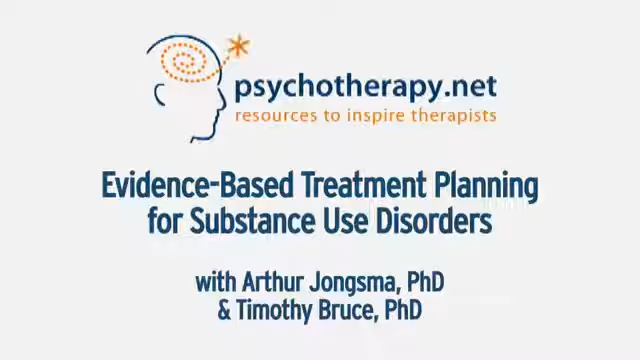 psychotherapy.net
resources to inspire therapists
Evidence-Based Treatment Planning
for Substance Use Disorders
with Arthur Jongsma, PhD
& Timothy Bruce, PhD